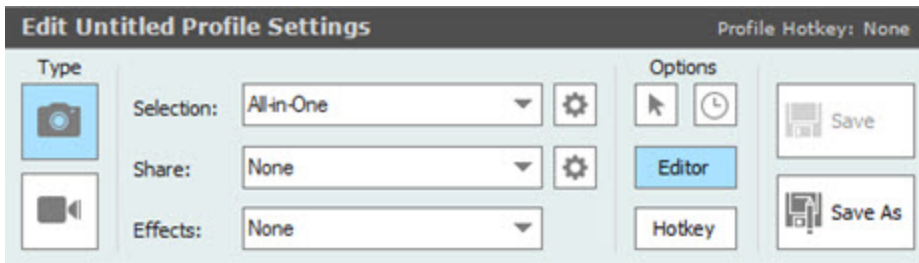 Edit Untitled Profile Settings
Profile Hotkey: None
Type
Selection: All-in-One
Share: None
Effects: None
Options
Editor
Hotkey
Save
Save As